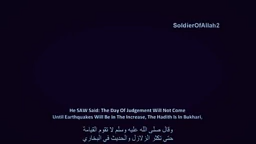 SoldierOfAllah2
He SAW Said: The Day Of Judgement Will Not Come
Until Earthquakes Will Be In The Increase, The Hadith Is In Bukhari,
وقال صلى الله عليه وسلم لا تقوم القيامة
حتى تكثر الزلازل والحديث في البخاري